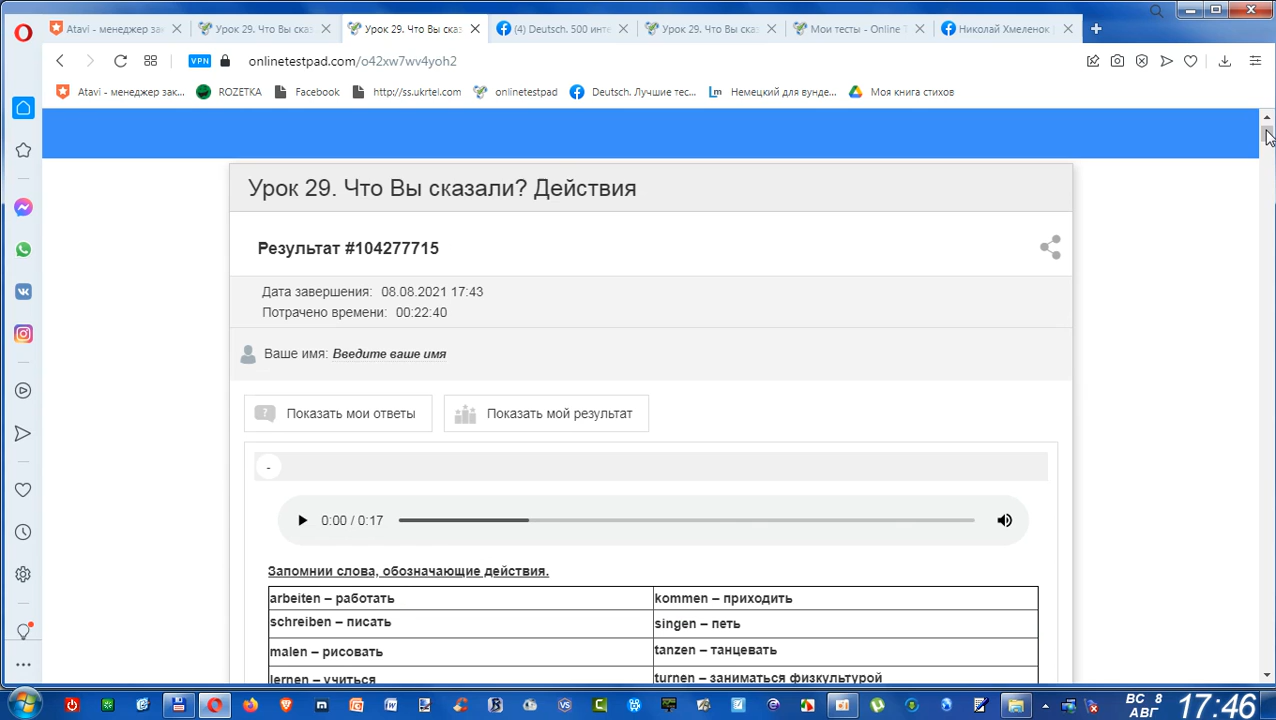 Atavi - менеджер зак
Урок 29. Что Вы сказ
Урок 29. Что Вы сказ
(4) Deutsch. 500 инте
Урок 29. Что Вы сказ
Мои тесты - Online T
Николай Хмеленок |
VPN
onlinetestpad.com/o42xw7wv4yoh2
Atavi - менеджер зак...
ROZETKA
Facebook
http://ss.ukrtel.com
onlinetestpad
Deutsch. Лучшие тес...
Lm
Немецкий для вунде...
Моя книга стихов
Урок 29. Что Вы сказали? Действия
Результат #104277715
Дата завершения: 08.08.2021 17:43
Потрачено времени: 00:22:40
Ваше имя: Введите ваше имя
Показать мои ответы
Показать мой результат
-
0:00 / 0:17
Запомнии слова, обозначающие действия.
arbeiten – работать
kommen – приходить
schreiben – писать
singen – петь
malen – рисовать
tanzen – танцевать
lernen – учиться
turnen – заниматься физкультурой
ВС 8
АВГ
17:46